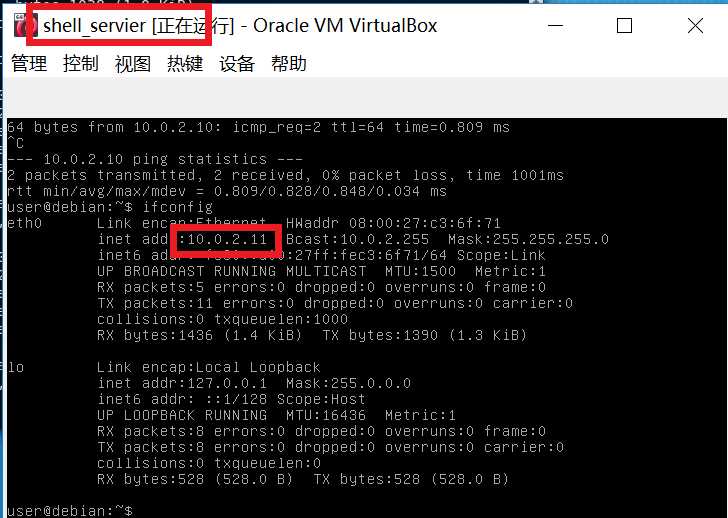 shell_servier [正在运行] - Oracle VM VirtualBox
管理 控制 视图 热键 设备 帮助
64 bytes from 10.0.2.10: icmp_req=2 ttl=64 time=0.809 ms
^C
--- 10.0.2.10 ping statistics ---
2 packets transmitted, 2 received, 0% packet loss, time 1001ms
rtt min/avg/max/mdev = 0.809/0.828/0.848/0.034 ms
user@debian:~$ ifconfig
eth0 Link encap:Ethernet HWaddr 08:00:27:c3:6f:71
inet addr:10.0.2.11 Bcast:10.0.2.255 Mask:255.255.255.0
inet6 addr: 27ff:fec3:6f71/64 Scope:Link
UP BROADCAST RUNNING MULTICAST MTU:1500 Metric:1
RX packets:5 errors:0 dropped:0 overruns:0 frame:0
TX packets:11 errors:0 dropped:0 overruns:0 carrier:0
collisions:0 txqueuelen:1000
RX bytes:1436 (1.4 KiB) TX bytes:1390 (1.3 KiB)
lo Link encap:Local Loopback
inet addr:127.0.0.1 Mask:255.0.0.0
inet6 addr: ::1/128 Scope:Host
UP LOOPBACK RUNNING MTU:16436 Metric:1
RX packets:8 errors:0 dropped:0 overruns:0 frame:0
TX packets:8 errors:0 dropped:0 overruns:0 carrier:0
collisions:0 txqueuelen:0
RX bytes:528 (528.0 B) TX bytes:528 (528.0 B)
user@debian:~$